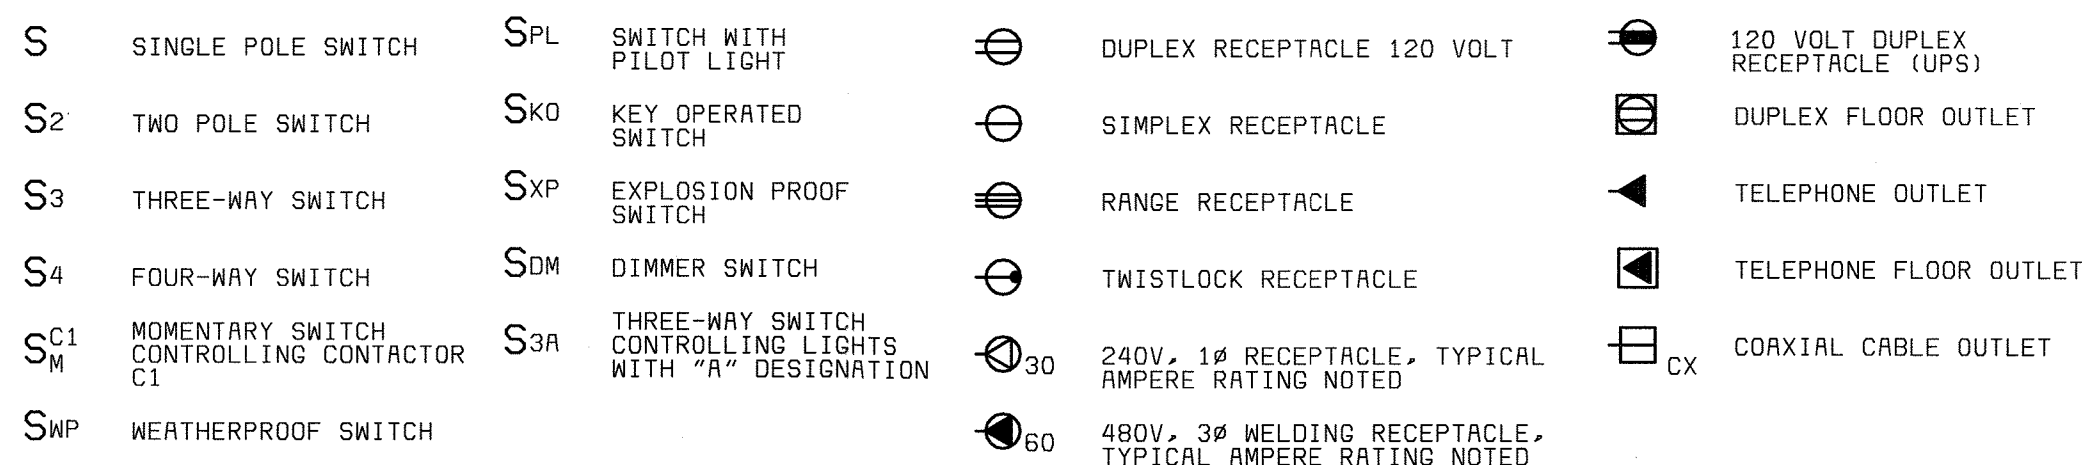 S SINGLE POLE SWITCH
S2 TWO POLE SWITCH
S3 THREE-WAY SWITCH
S4 FOUR-WAY SWITCH
S C1 M MOMENTARY SWITCH
CONTROLLING CONTACTOR
C1
SWP WEATHERPROOF SWITCH
SPL SWITCH WITH
PILOT LIGHT
SKO KEY OPERATED
SWITCH
SXP EXPLOSION PROOF
SWITCH
SDM DIMMER SWITCH
S3A THREE-WAY SWITCH
CONTROLLING LIGHTS
WITH "A" DESIGNATION
DUPLEX RECEPTACLE 120 VOLT
SIMPLEX RECEPTACLE
RANGE RECEPTACLE
TWISTLOCK RECEPTACLE
30 240V, 1Ø RECEPTACLE, TYPICAL
AMPERE RATING NOTED
60 480V, 3Ø WELDING RECEPTACLE,
TYPICAL AMPERE RATING NOTED
120 VOLT DUPLEX
RECEPTACLE (UPS)
DUPLEX FLOOR OUTLET
TELEPHONE OUTLET
TELEPHONE FLOOR OUTLET
CX COAXIAL CABLE OUTLET